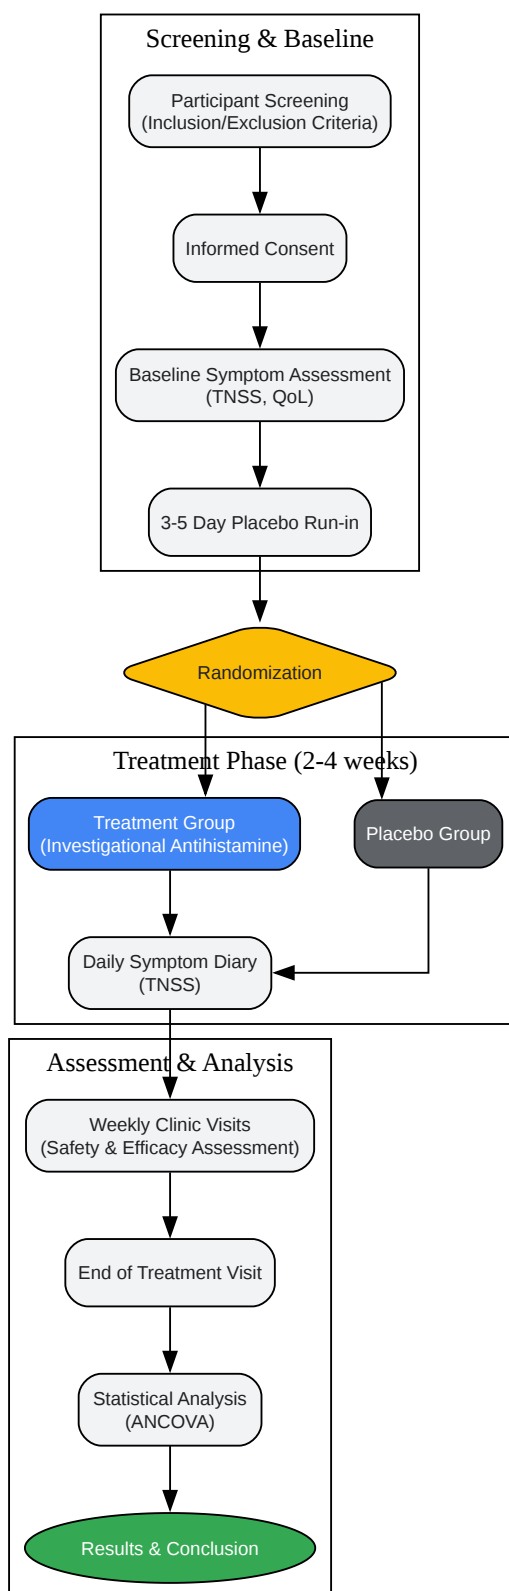 Screening & Baseline
Participant Screening
(Inclusion/Exclusion Criteria)
Informed Consent
Baseline Symptom Assessment
(TNSS, QoL)
3-5 Day Placebo Run-in
Randomization
Treatment Phase (2-4 weeks)
Treatment Group
(Investigational Antihistamine)
Placebo Group
Daily Symptom Diary
(TNSS)
Assessment & Analysis
Weekly Clinic Visits
(Safety & Efficacy Assessment)
End of Treatment Visit
Statistical Analysis
(ANCOVA)
Results & Conclusion